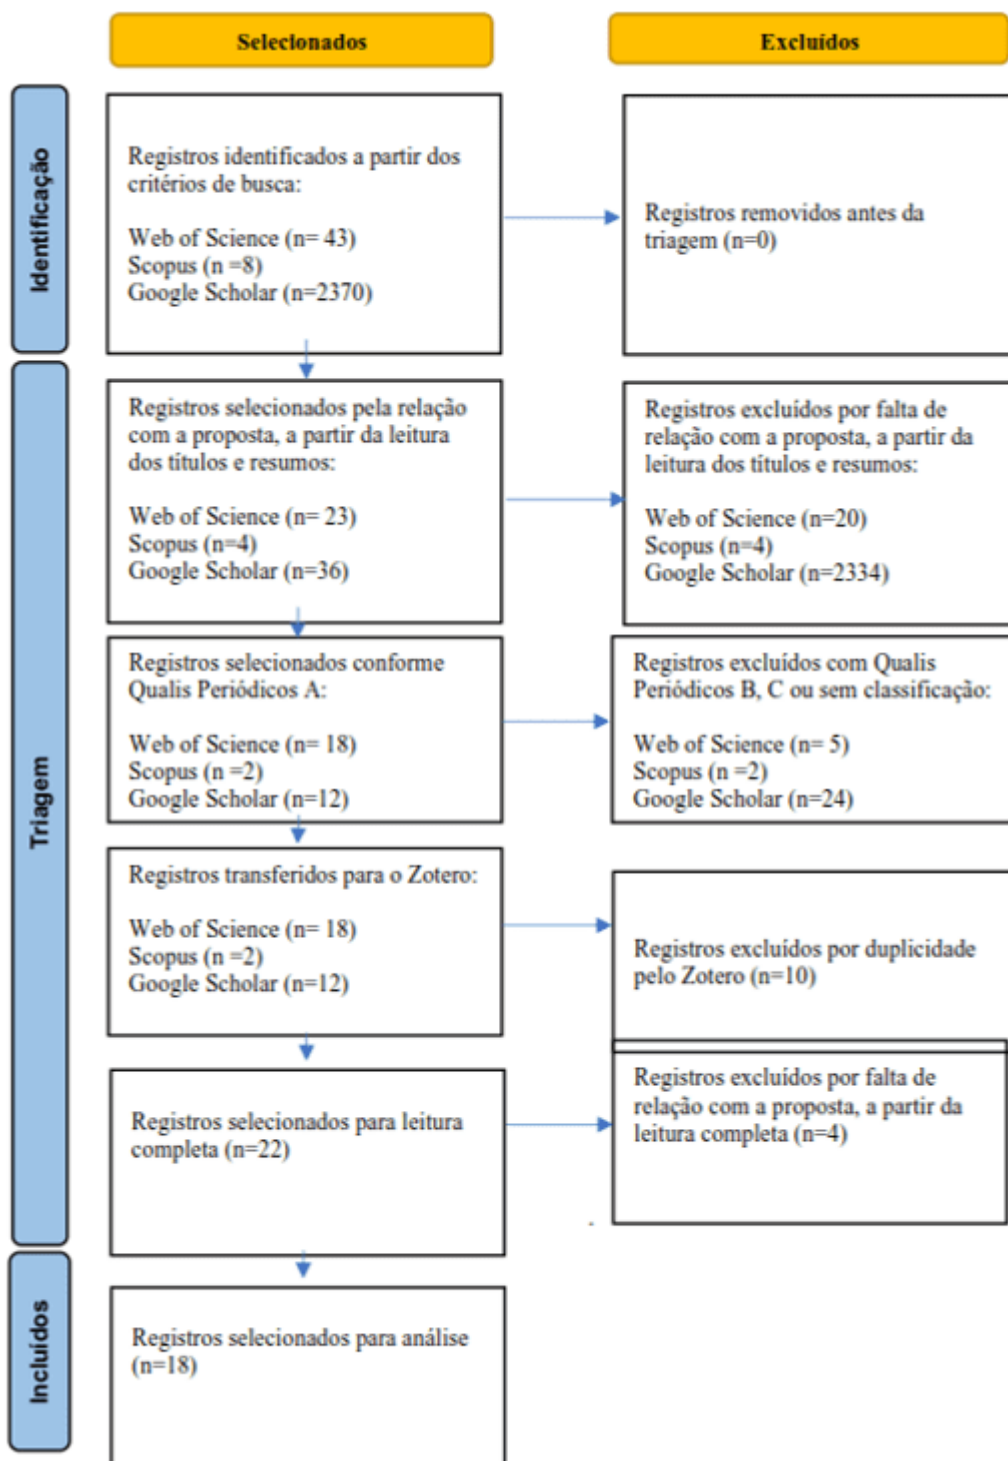 Selecionados
Excluídos
Identificação
Registros identificados a partir dos
critérios de busca:
Web of Science (n= 43)
Scopus (n =8)
Google Scholar (n=2370)
Registros removidos antes da
triagem (n=0)
Triagem
Registros selecionados pela relação
com a proposta, a partir da leitura
dos títulos e resumos:
Web of Science (n= 23)
Scopus (n=4)
Google Scholar (n=36)
Registros excluídos por falta de
relação com a proposta, a partir da
leitura dos títulos e resumos:
Web of Science (n=20)
Scopus (n=4)
Google Scholar (n=2334)
Registros selecionados conforme
Qualis Periódicos A:
Web of Science (n= 18)
Scopus (n =2)
Google Scholar (n=12)
Registros excluídos com Qualis
Periódicos B, C ou sem classificação:
Web of Science (n= 5)
Scopus (n =2)
Google Scholar (n=24)
Registros transferidos para o Zotero:
Web of Science (n= 18)
Scopus (n =2)
Google Scholar (n=12)
Registros excluídos por duplicidade
pelo Zotero (n=10)
Registros selecionados para leitura
completa (n=22)
Registros excluídos por falta de
relação com a proposta, a partir da
leitura completa (n=4)
Incluídos
Registros selecionados para análise
(n=18)